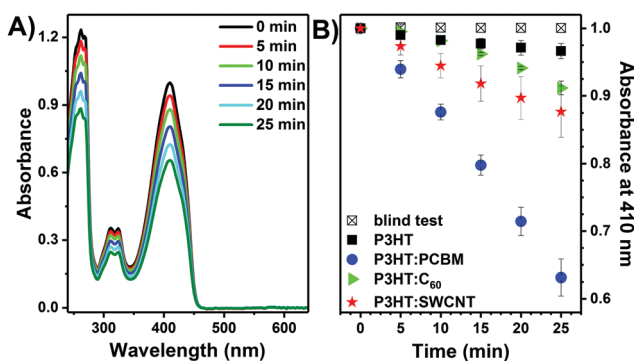 A)
0 min
5 min
10 min
15 min
20 min
25 min
1.2
0.9
0.6
0.3
0.0
Absorbance
300 400 500 600
Wavelength (nm)
B)
blind test
P3HT
P3HT:PCBM
P3HT:C60
P3HT:SWCNT
1.0
0.9
0.8
0.7
0.6
Absorbance at 410 nm
0 5 10 15 20 25
Time (min)